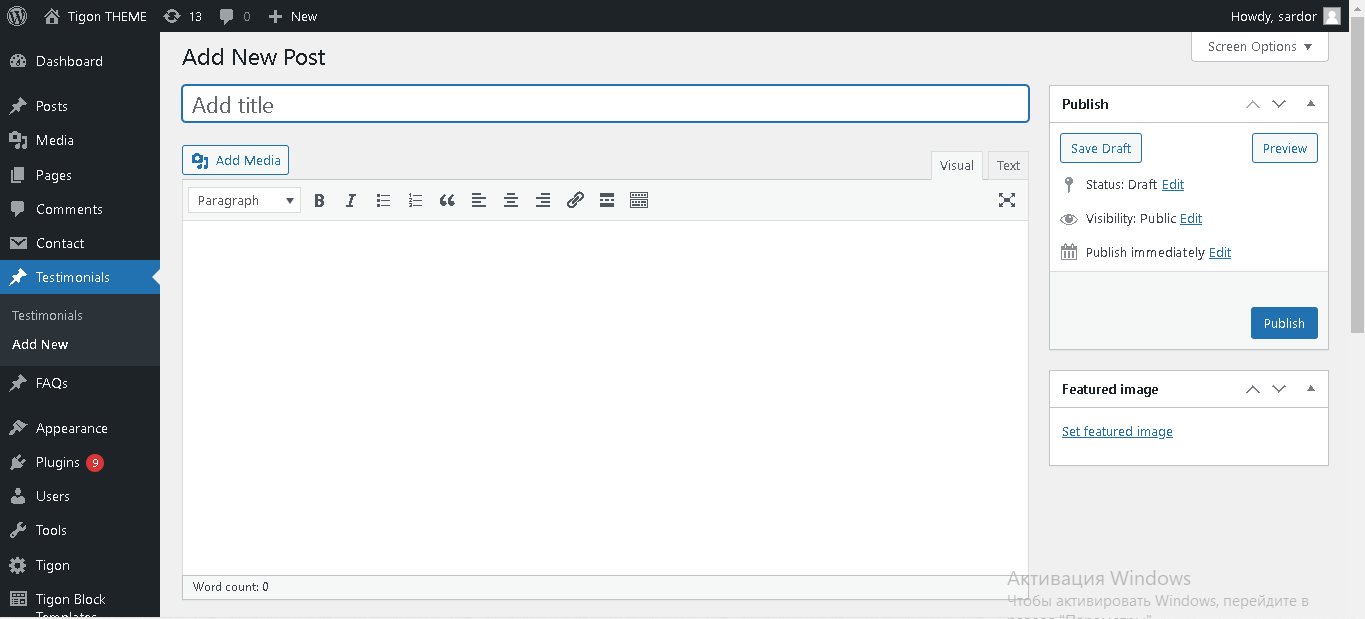 Tigon THEME 13 0 New Howdy, sardor
Screen Options
Dashboard
Posts
Media
Pages
Comments
Contact
Testimonials
Testimonials
Add New
FAQs
Appearance
Plugins 9
Users
Tools
Tigon
Tigon Block
Templates
Add New Post
Add title
Add Media
Visual Text
Paragraph
Word count: 0
Publish
Save Draft Preview
Status: Draft Edit
Visibility: Public Edit
Publish immediately Edit
Publish
Featured image
Set featured image
Активация Windows
Чтобы активировать Windows, перейдите в
раздел "Параметры".